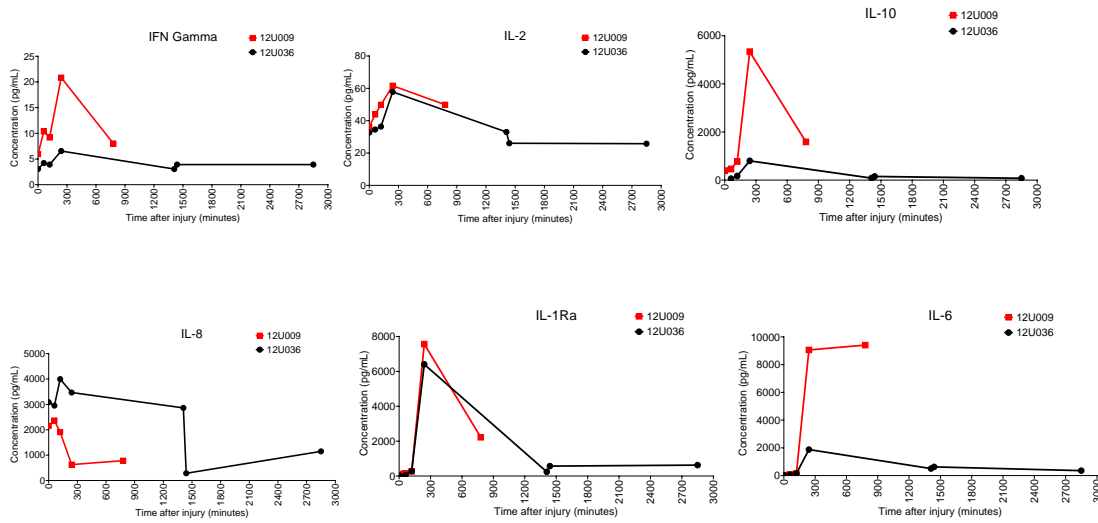 IFN Gamma
12U009
12U036
Concentration (pg/mL)
25
20
15
10
5
0
0 300 600 900 1200 1500 1800 2100 2400 2700 3000
Time after injury (minutes)
IL-2
12U009
12U036
Concentration (pg/mL)
80
60
40
20
0
0 300 600 900 1200 1500 1800 2100 2400 2700 3000
Time after injury (minutes)
IL-10
12U009
12U036
Concentration (pg/mL)
6000
4000
2000
0
0 300 600 900 1200 1500 1800 2100 2400 2700 3000
Time after injury (minutes)
IL-8
12U009
12U036
Concentration (pg/mL)
5000
4000
3000
2000
1000
0
0 300 600 900 1200 1500 1800 2100 2400 2700 3000
Time after injury (minutes)
IL-1Ra
12U009
12U036
Concentration (pg/mL)
8000
6000
4000
2000
0
0 300 600 900 1200 1500 1800 2100 2400 2700 3000
Time after injury (minutes)
IL-6
12U009
12U036
Concentration (pg/mL)
10000
8000
6000
4000
2000
0
0 300 600 900 1200 1500 1800 2100 2400 2700 3000
Time after injury (minutes)